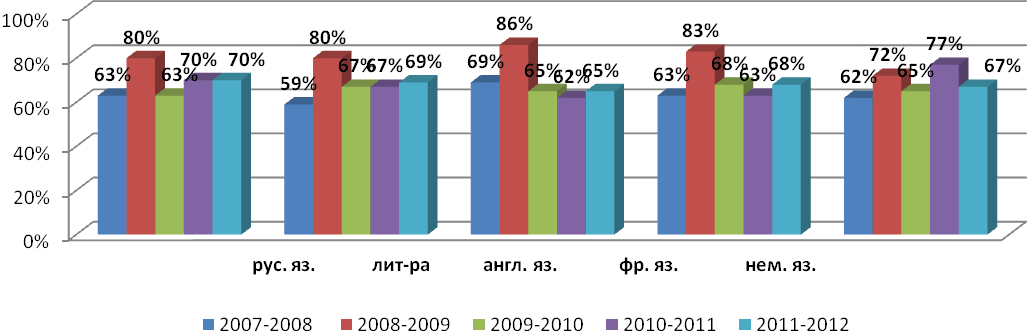 100%
80%
60%
40%
20%
0%
63% 80% 63% 70% 70%
59% 80% 67% 67% 69%
69% 86% 65% 62% 65%
63% 83% 68% 63% 68%
62% 72% 65% 77% 67%
рус. яз. лит-ра англ. яз. фр. яз. нем. яз.
2007-2008 2008-2009 2009-2010 2010-2011 2011-2012